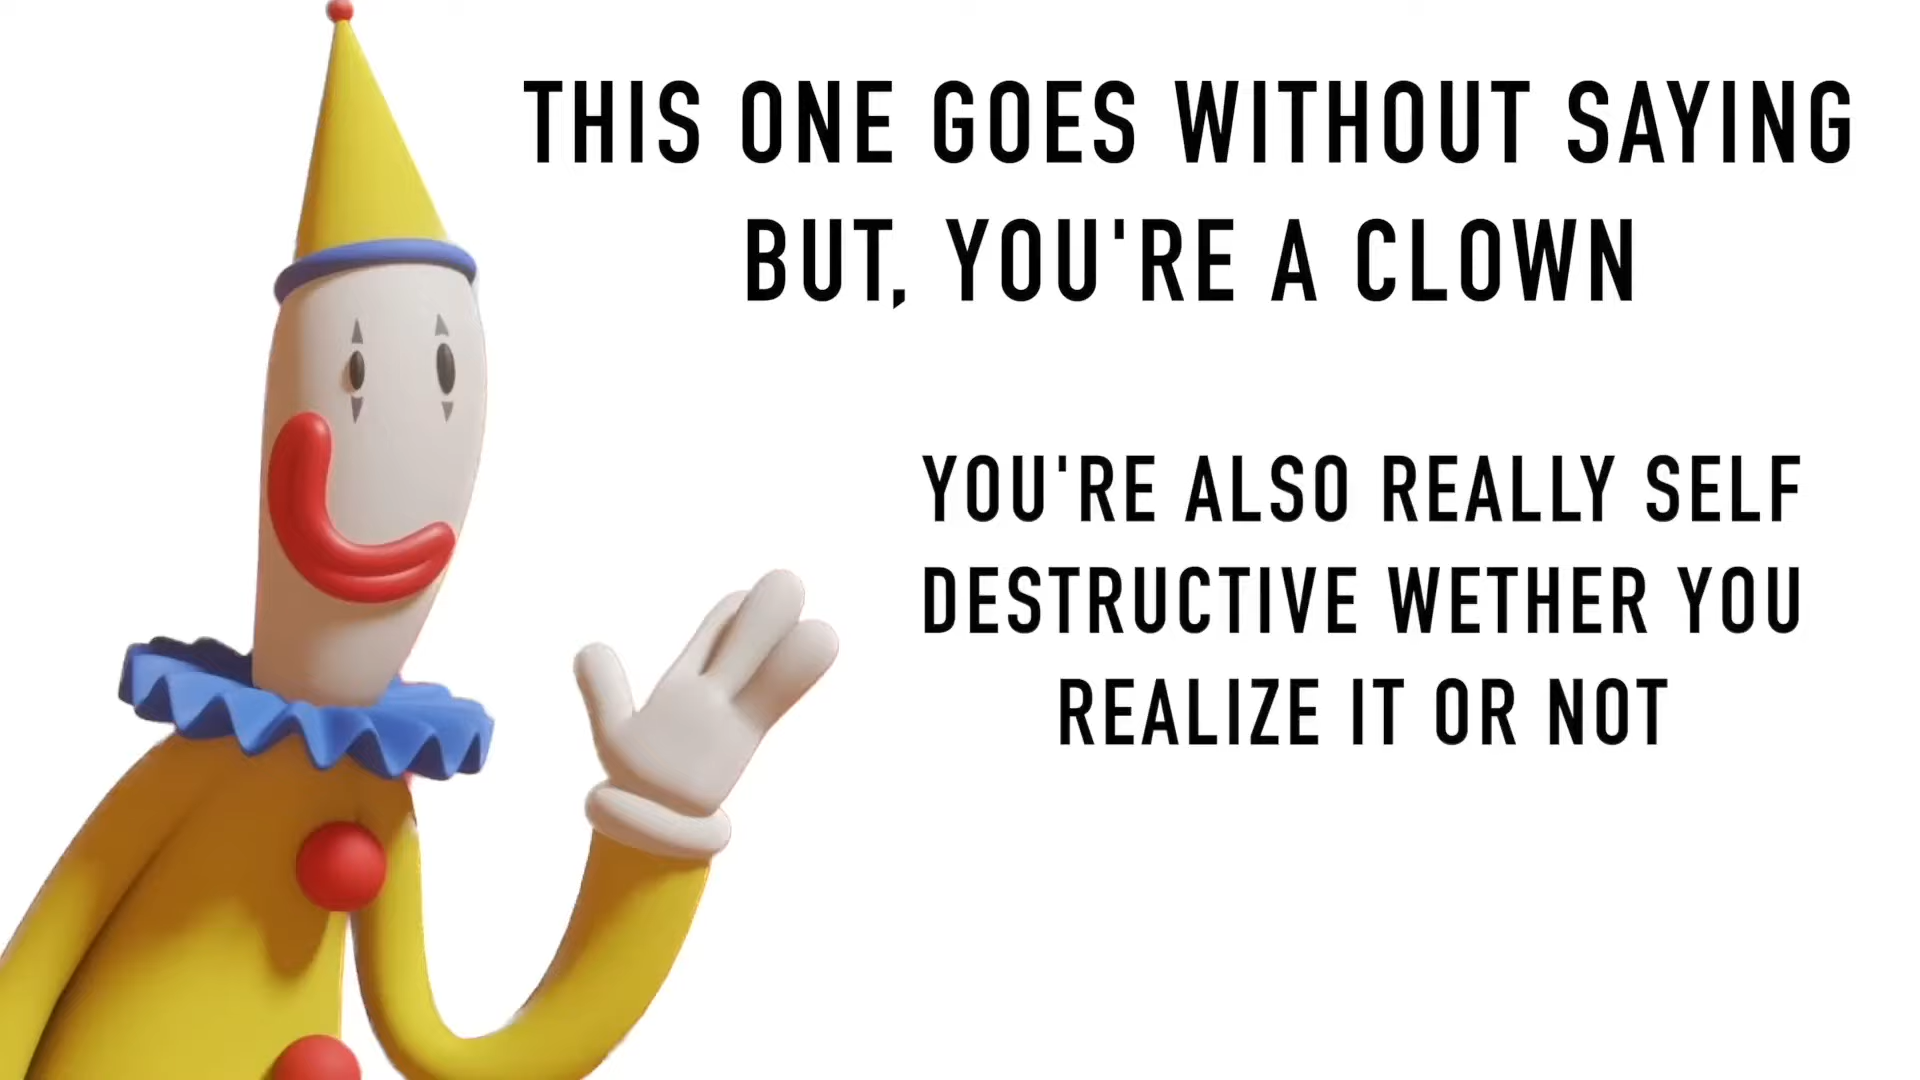 THIS ONE GOES WITHOUT SAYING
BUT, YOU'RE A CLOWN
YOU'RE ALSO REALLY SELF
DESTRUCTIVE WETHER YOU
REALIZE IT OR NOT